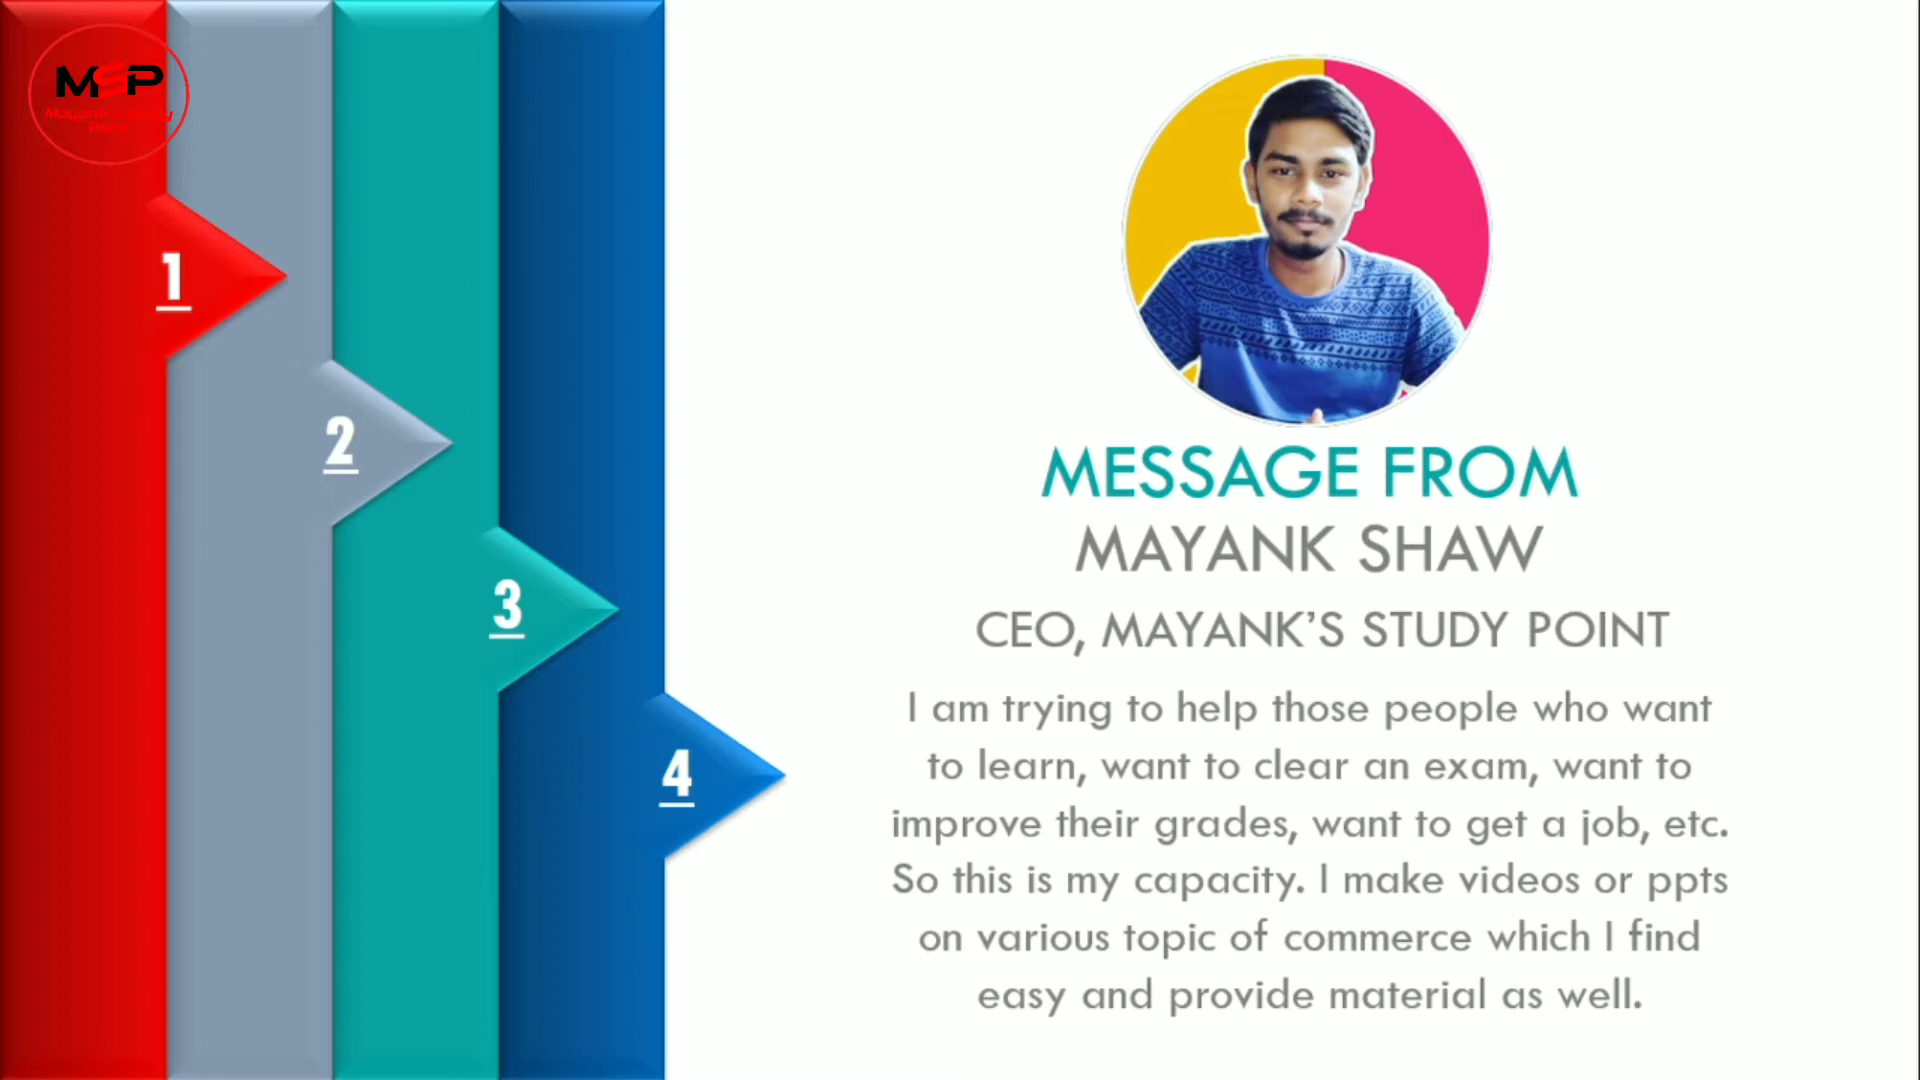 MSP
Mayank's Study
Point
1
2
3
4
MESSAGE FROM
MAYANK SHAW
CEO, MAYANK’S STUDY POINT
I am trying to help those people who want
to learn, want to clear an exam, want to
improve their grades, want to get a job, etc.
So this is my capacity. I make videos or ppts
on various topic of commerce which I find
easy and provide material as well.